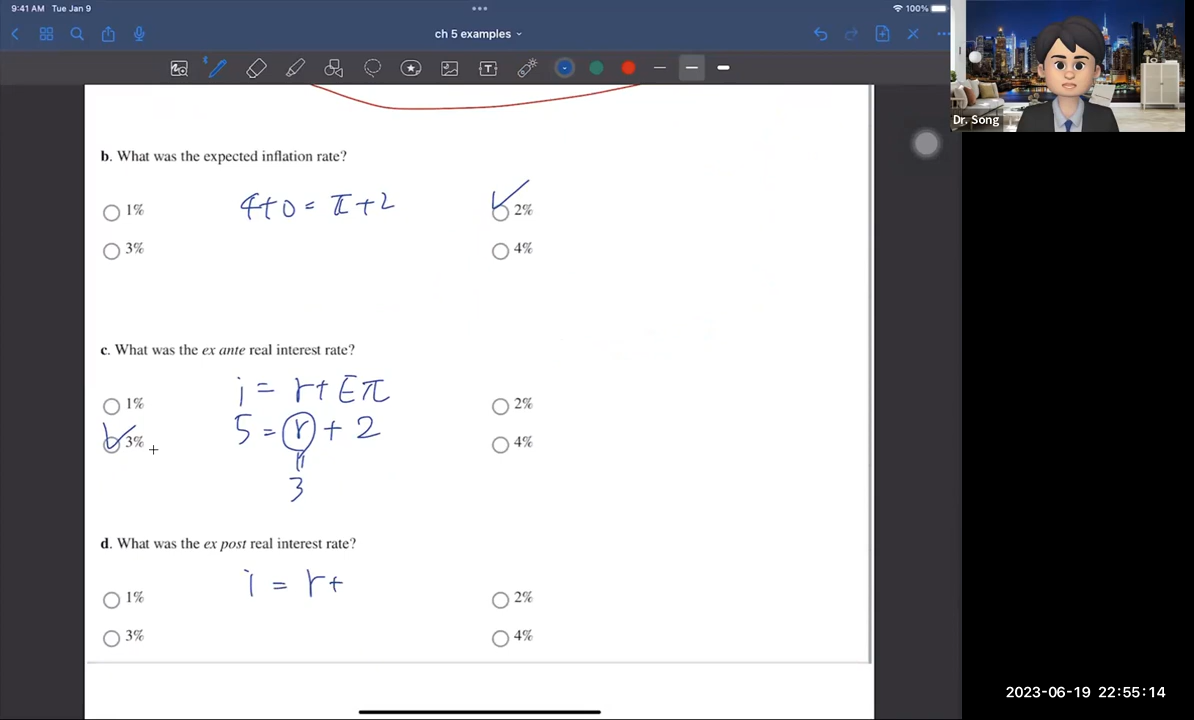 9:41 AM Tue Jan 9
100%
ch 5 examples
Dr. Song
b. What was the expected inflation rate?
1%
4+0 = π+2
2%
3%
4%
c. What was the ex ante real interest rate?
i = r+ Eπ
1%
2%
5 = r + 2
3%
4%
3
d. What was the ex post real interest rate?
i = r+
1%
2%
3%
4%
2023-06-19 22:55:14